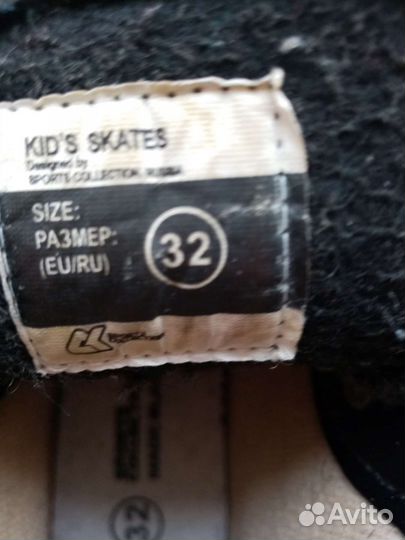 KID'S SKATES
Designed by
SPORTS COLLECTION, RUSSIA
SIZE:
РАЗМЕР:
(EU/RU)
32
32
Avito